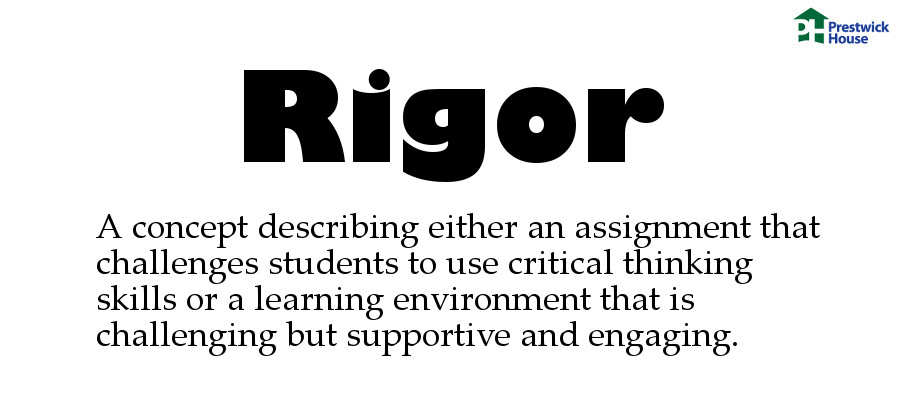 PH Prestwick
House
Rigor
A concept describing either an assignment that
challenges students to use critical thinking
skills or a learning environment that is
challenging but supportive and engaging.